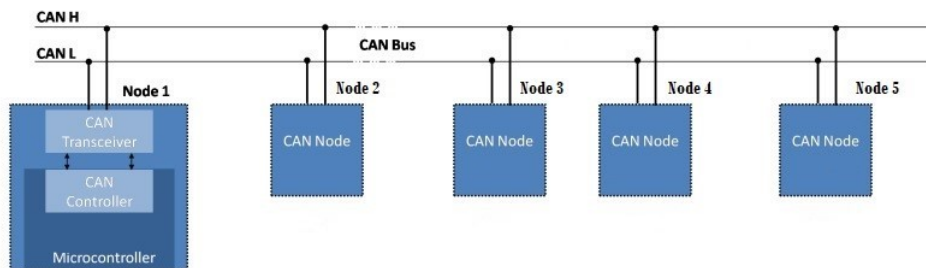 CAN H
CAN L
CAN Bus
Node 1
Node 2
Node 3
Node 4
Node 5
CAN
Transceiver
CAN Node
CAN Node
CAN Node
CAN Node
CAN
Controller
Microcontroller